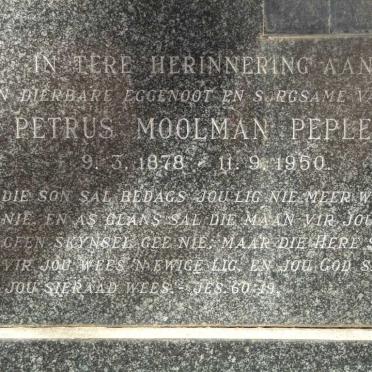 IN TERE HERINNERING AAN
N DIERBARE EGGENOOT EN SORGSAME V
PETRUS MOOLMAN PEPLE
9. 3. 1878 - 11. 9. 1950.
DIE SON SAL BEDAGS JOU LIG NIE MEER W
NIE, EN AS GLANS SAL DIE MAAN VIR JOU
GEEN SKYNSEL GEE NIE; MAAR DIE HERE S
VIR JOU WEES 'N EWIGE LIG, EN JOU GOD S
JOU SIERAAD WEES. - JES. 60:19.